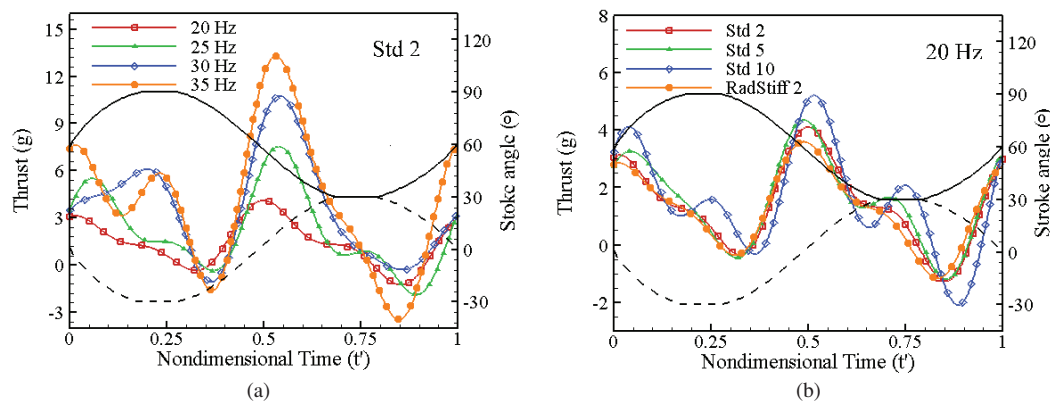 15
12
9
6
3
0
-3
Thrust (g)
20 Hz
25 Hz
30 Hz
35 Hz
Std 2
120
90
60
30
0
-30
Stroke angle (o)
0
0.25
0.5
0.75
1
Nondimensional Time (t')
(a)
8
6
4
2
0
-2
Thrust (g)
Std 2
Std 5
Std 10
RadStiff 2
20 Hz
120
90
60
30
0
-30
Stroke angle (o)
0
0.25
0.5
0.75
1
Nondimensional Time (t')
(b)